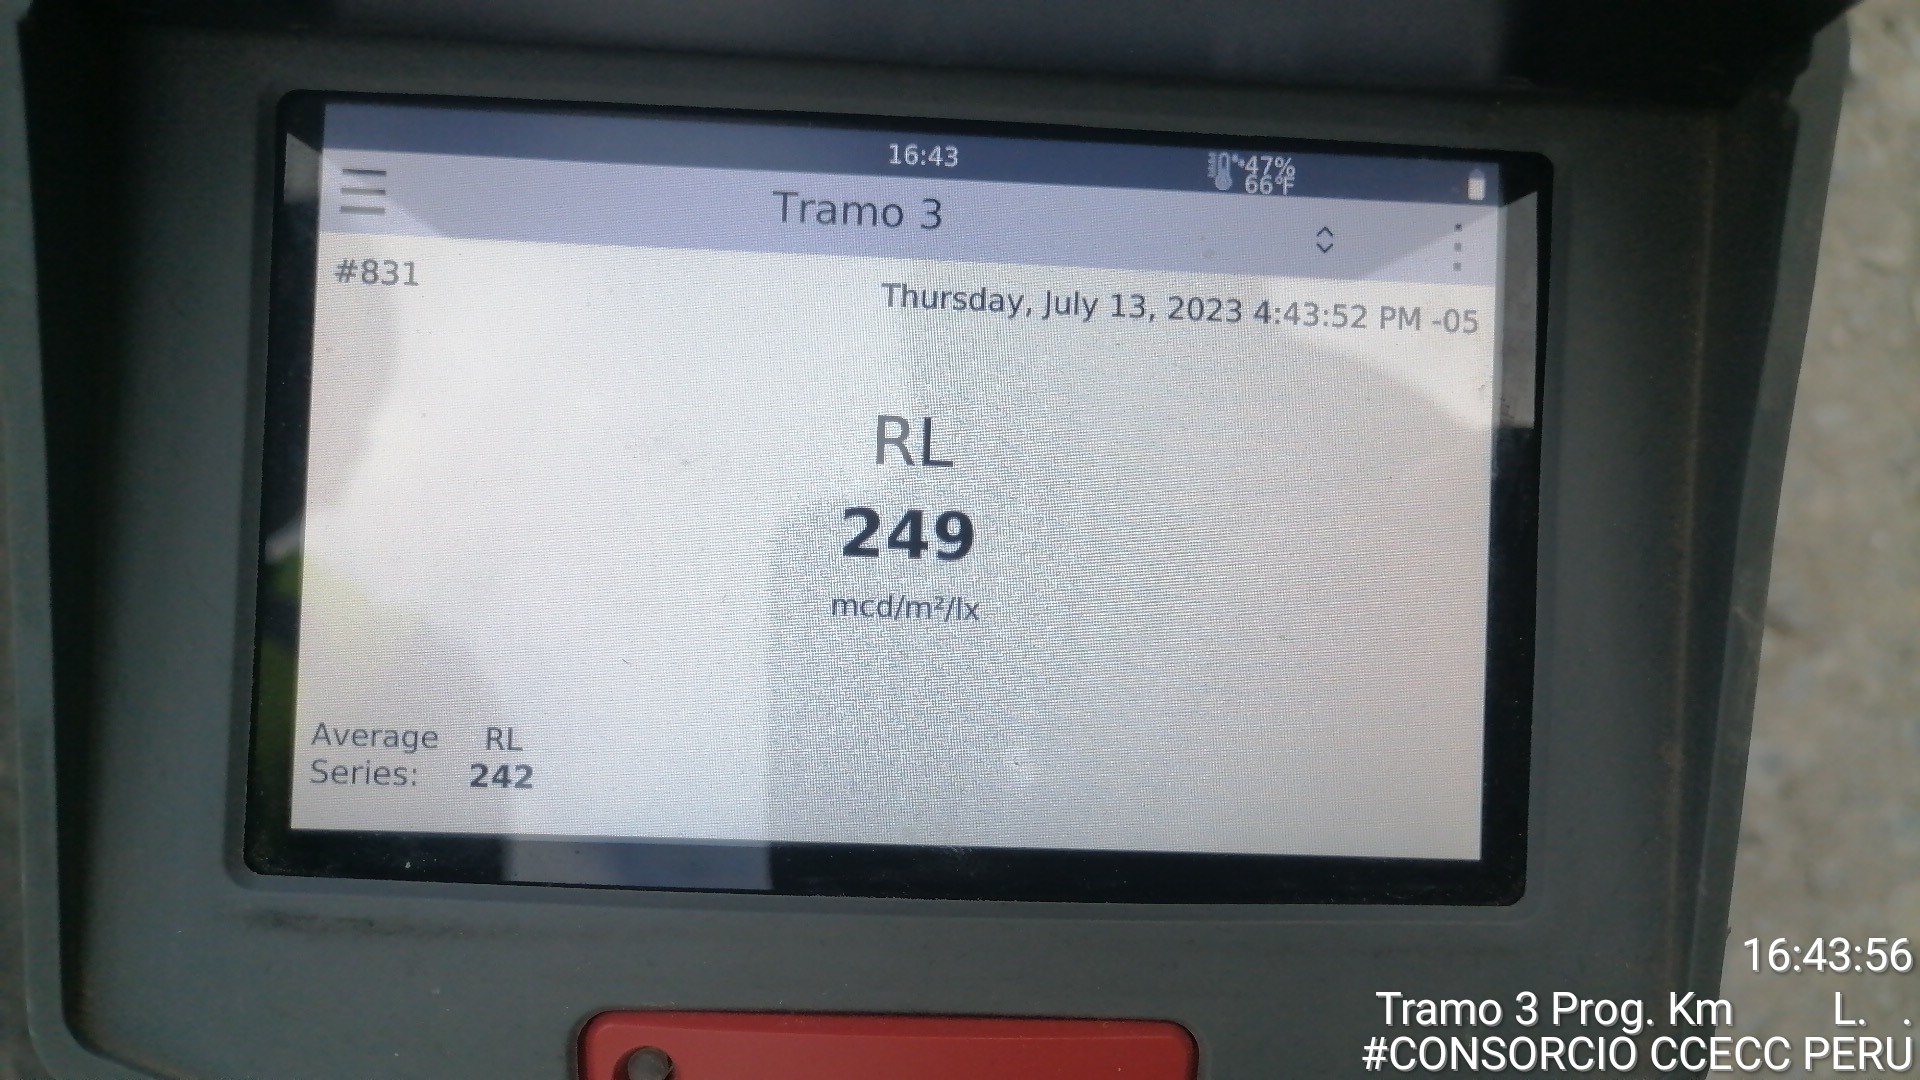 16:43
47%
66°F
Tramo 3
#831
Thursday, July 13, 2023 4:43:52 PM -05
RL
249
mcd/m²/lx
Average RL
Series: 242
16:43:56
Tramo 3 Prog. Km L. .
#CONSORCIO CCECC PERU